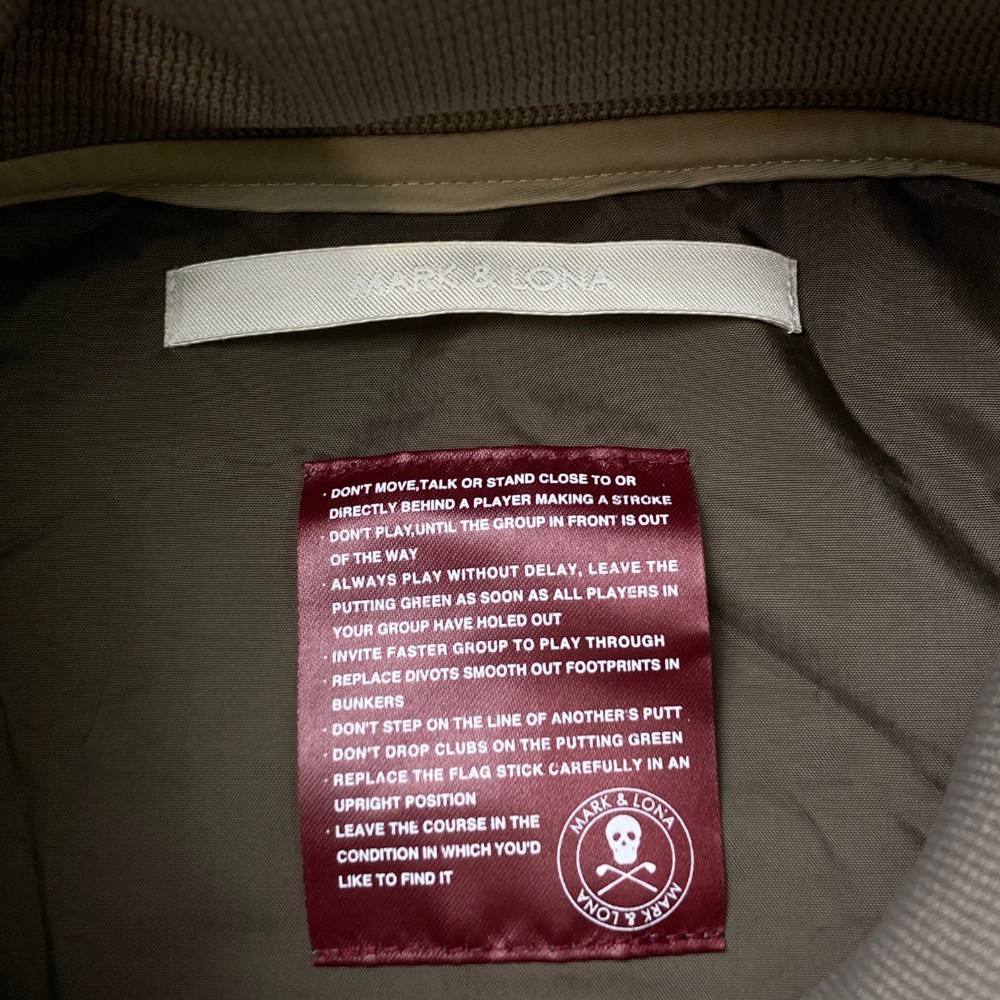 MARK & LONA
· DON'T MOVE,TALK OR STAND CLOSE TO OR
DIRECTLY BEHIND A PLAYER MAKING A STROKE
· DON'T PLAY,UNTIL THE GROUP IN FRONT IS OUT
OF THE WAY
· ALWAYS PLAY WITHOUT DELAY, LEAVE THE
PUTTING GREEN AS SOON AS ALL PLAYERS IN
YOUR GROUP HAVE HOLED OUT
· INVITE FASTER GROUP TO PLAY THROUGH
· REPLACE DIVOTS SMOOTH OUT FOOTPRINTS IN
BUNKERS
· DON'T STEP ON THE LINE OF ANOTHER'S PUTT
· DON'T DROP CLUBS ON THE PUTTING GREEN
· REPLACE THE FLAG STICK CAREFULLY IN AN
UPRIGHT POSITION
· LEAVE THE COURSE IN THE
CONDITION IN WHICH YOU'D
LIKE TO FIND IT
MARK & LONA
MARK & LONA